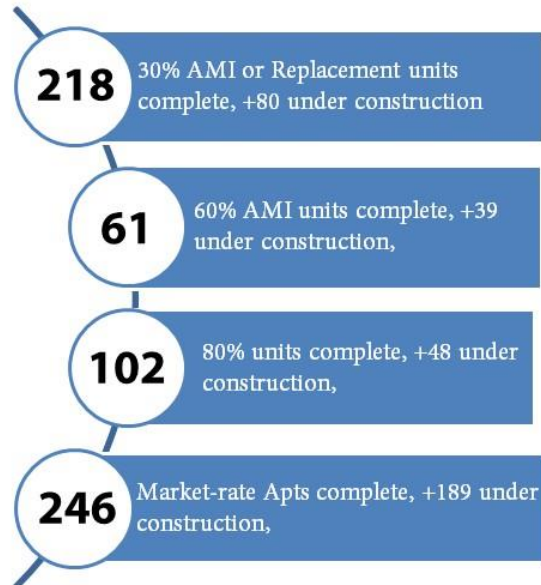 218
30% AMI or Replacement units
complete, +80 under construction
61
60% AMI units complete, +39
under construction,
102
80% units complete, +48 under
construction,
246
Market-rate Apts complete, +189 under
construction,